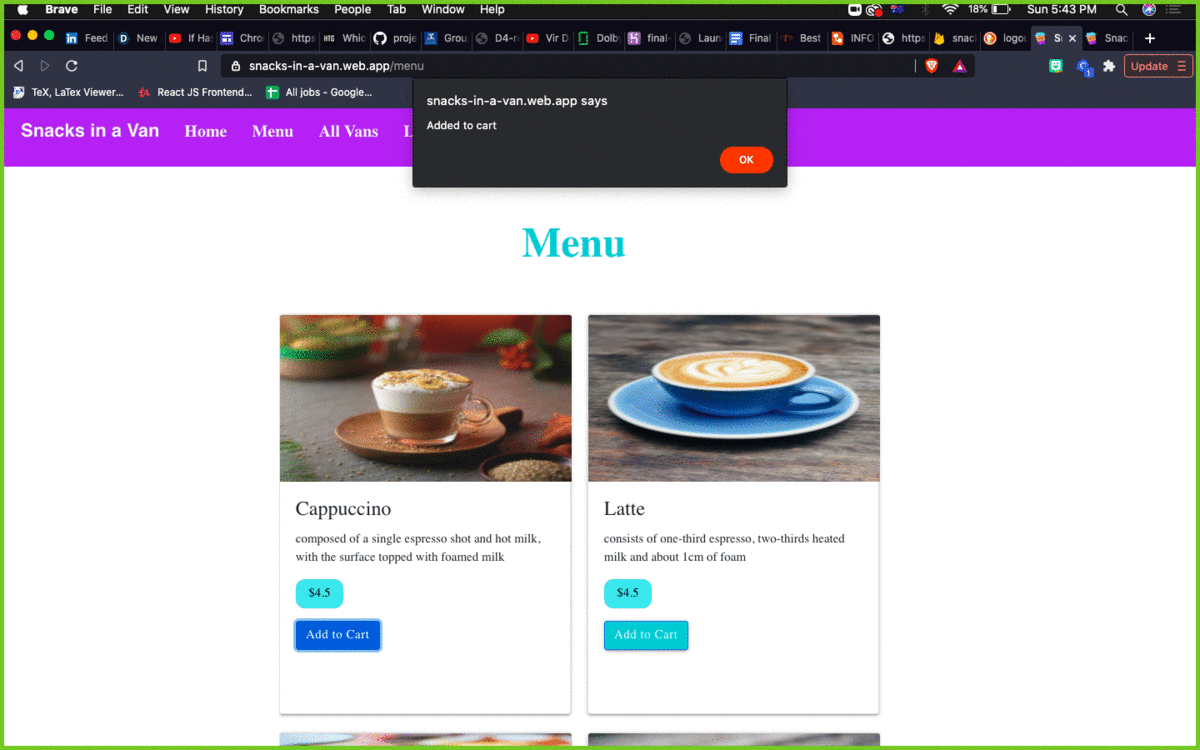 Brave File Edit View History Bookmarks People Tab Window Help 18% Sun 5:43 PM
Feed New If Ha Chro https HTG Whic proje Grou D4-r Vir D Dolb final- Laun Final Best INFO https snac logou Si Snac
snacks-in-a-van.web.app/menu 1 Update
TeX, LaTex Viewer... React JS Frontend... All jobs - Google...
snacks-in-a-van.web.app says
Added to cart
OK
Snacks in a Van Home Menu All Vans L
Menu
Cappuccino
composed of a single espresso shot and hot milk,
with the surface topped with foamed milk
$4.5
Add to Cart
Latte
consists of one-third espresso, two-thirds heated
milk and about 1cm of foam
$4.5
Add to Cart